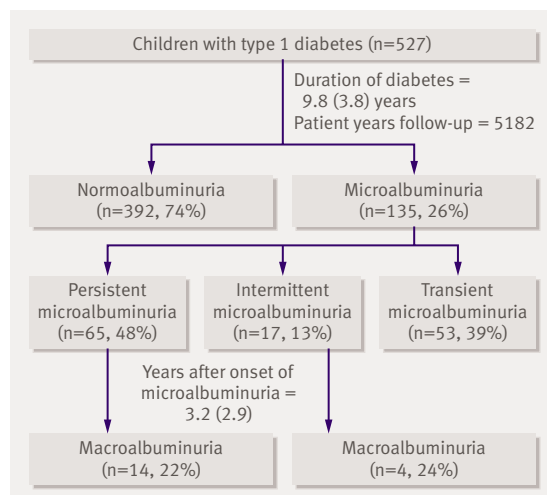 Children with type 1 diabetes (n=527)
Duration of diabetes =
9.8 (3.8) years
Patient years follow-up = 5182
Normoalbuminuria
(n=392, 74%)
Microalbuminuria
(n=135, 26%)
Persistent
microalbuminuria
(n=65, 48%)
Intermittent
microalbuminuria
(n=17, 13%)
Transient
microalbuminuria
(n=53, 39%)
Years after onset of
microalbuminuria =
3.2 (2.9)
Macroalbuminuria
(n=14, 22%)
Macroalbuminuria
(n=4, 24%)